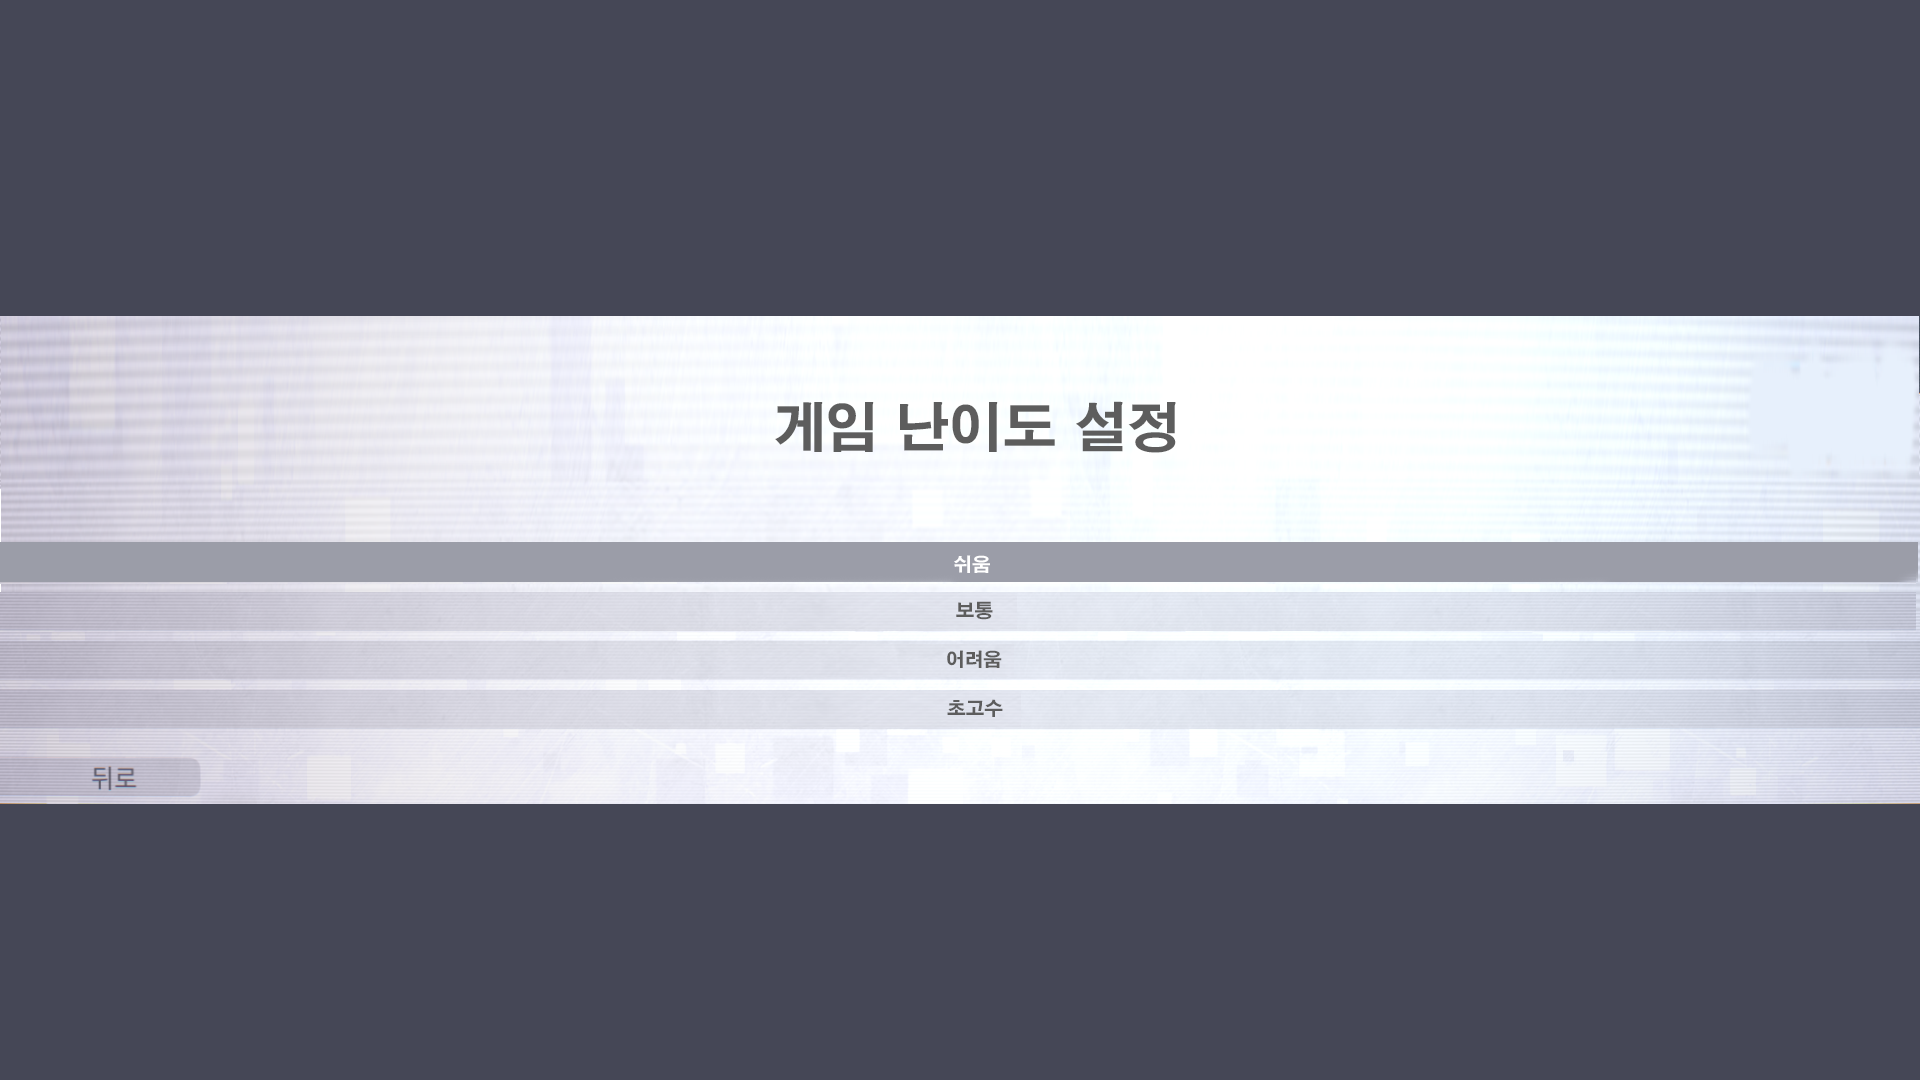 게임 난이도 설정
쉬움
보통
어려움
초고수
뒤로